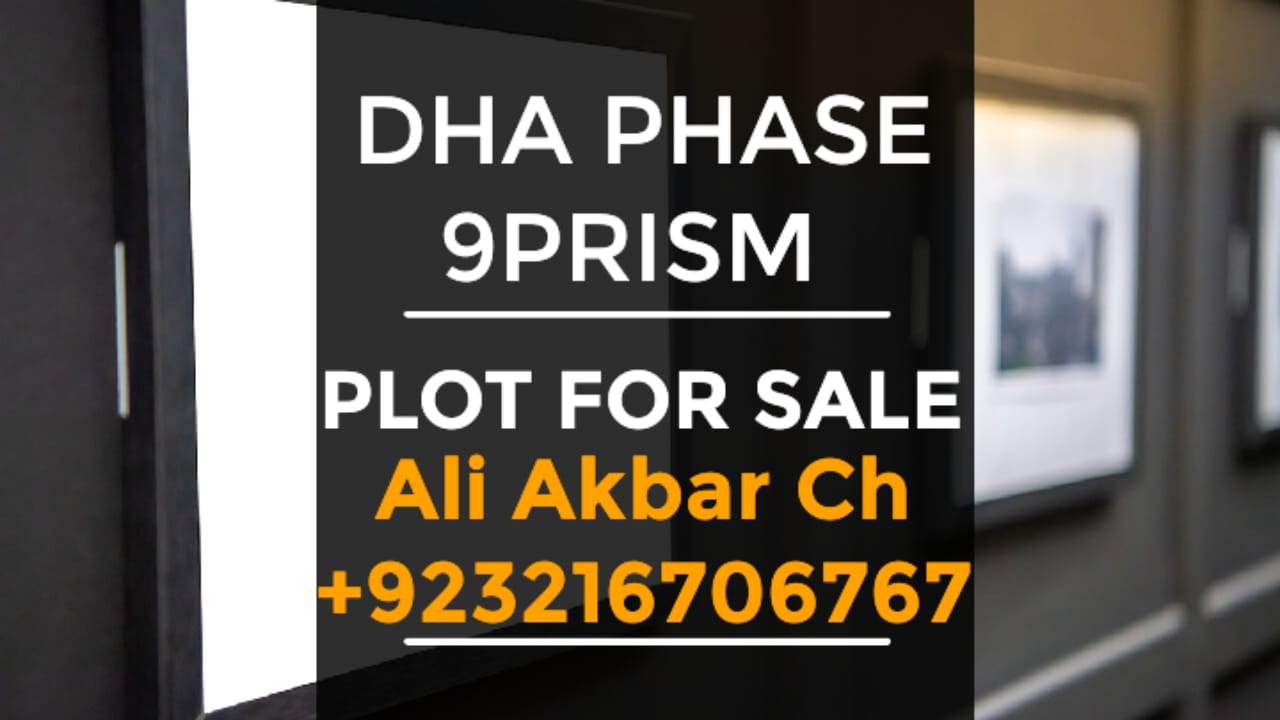 DHA PHASE
9PRISM
PLOT FOR SALE
Ali Akbar Ch
+923216706767